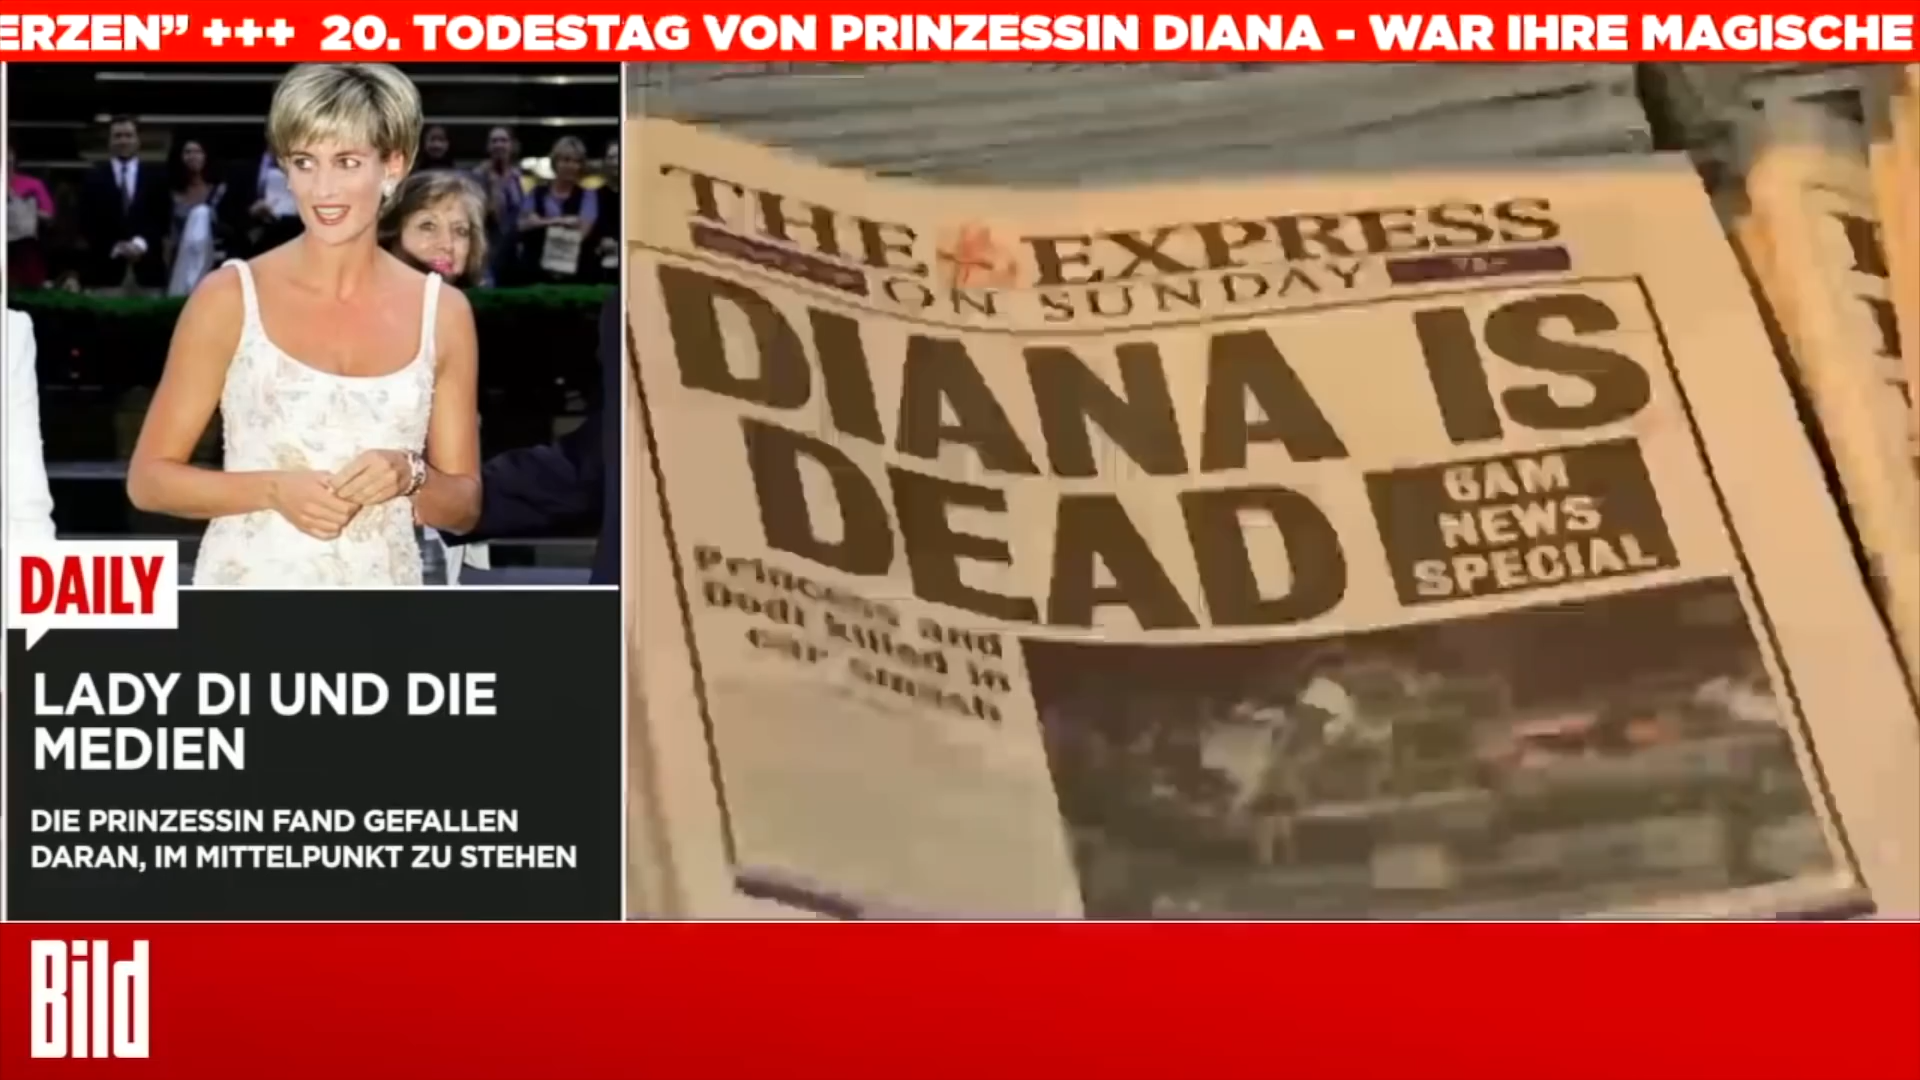 ERZEN” +++ 20. TODESTAG VON PRINZESSIN DIANA - WAR IHRE MAGISCHE
DAILY
LADY DI UND DIE
MEDIEN
DIE PRINZESSIN FAND GEFALLEN
DARAN, IM MITTELPUNKT ZU STEHEN
THE EXPRESS
ON SUNDAY
DIANA IS
DEAD
6AM
NEWS
SPECIAL
Princess and
Dodi killed in
car smash
Bild